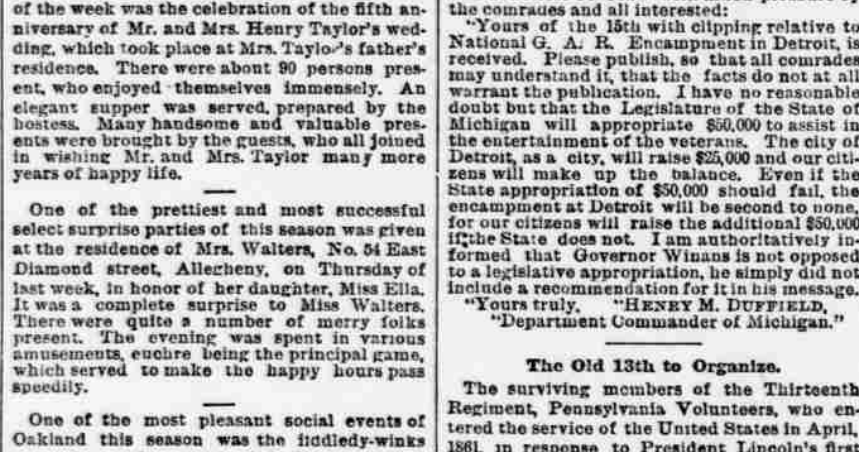 of the week was the celebration of the fifth an-
niversary of Mr. and Mrs. Henry Taylor's wed-
ding, which took place at Mrs. Taylor's father's
residence. There were about 90 persons pres-
ent, who enjoyed themselves immensely. An
elegant supper was served, prepared by the
hostess. Many handsome and valuable pres-
ents were brought by the guests, who all joined
in wishing Mr. and Mrs. Taylor many more
years of happy life.
One of the prettiest and most successful
select surprise parties of this season was given
at the residence of Mrs. Walters, No. 54 East
Diamond street, Allegheny, on Thursday of
last week, in honor of her daughter, Miss Ella.
It was a complete surprise to Miss Walters.
There were quite a number of merry folks
present. The evening was spent in various
amusements, euchre being the principal game,
which served to make the happy hours pass
speedily.
One of the most pleasant social events of
Oakland this season was the tiddledy-winks
the comrades and all interested:
"Yours of the 15th with clipping relative to
National G. A. R. Encampment in Detroit, is
received. Please publish, so that all comrades
may understand it, that the facts do not at all
warrant the publication. I have no reasonable
doubt but that the Legislature of the State of
Michigan will appropriate $50,000 to assist in
the entertainment of the veterans. The city of
Detroit, as a city, will raise $25,000 and our citi-
zens will make up the balance. Even if the
State appropriation of $50,000 should fail, the
encampment at Detroit will be second to none,
for our citizens will raise the additional $50,000
if the State does not. I am authoritatively in-
formed that Governor Winans is not opposed
to a legislative appropriation, he simply did not
include a recommendation for it in his message.
"Yours truly, "HENRY M. DUFFIELD,
"Department Commander of Michigan."
The Old 13th to Organize.
The surviving members of the Thirteenth
Regiment, Pennsylvania Volunteers, who en-
tered the service of the United States in April,
1861, in response to President Lincoln's first